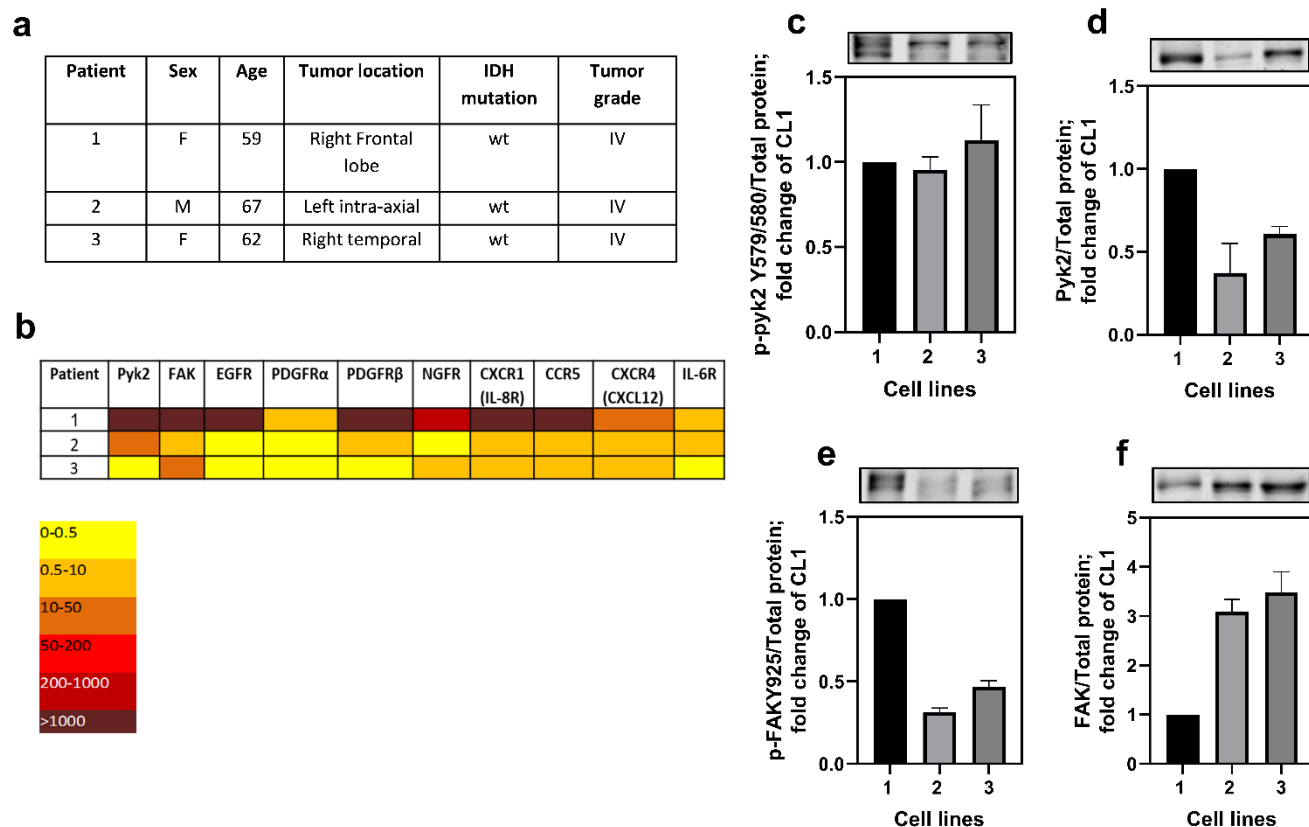 a
Patient Sex Age Tumor location IDH mutation Tumor grade
1 F 59 Right Frontal lobe wt IV
2 M 67 Left intra-axial wt IV
3 F 62 Right temporal wt IV
b
Patient Pyk2 FAK EGFR PDGFRα PDGFRβ NGFR CXCR1 (IL-8R) CCR5 CXCR4 (CXCL12) IL-6R
1
2
3
0-0.5
0.5-10
10-50
50-200
200-1000
>1000
c
p-pyk2 Y579/580/Total protein;
fold change of CL1
1.5
1.0
0.5
0.0
1 2 3
Cell lines
d
Pyk2/Total protein;
fold change of CL1
1.5
1.0
0.5
0.0
1 2 3
Cell lines
e
p-FAKY925/Total protein;
fold change of CL1
1.5
1.0
0.5
0.0
1 2 3
Cell lines
f
FAK/Total protein;
fold change of CL1
5
4
3
2
1
0
1 2 3
Cell lines